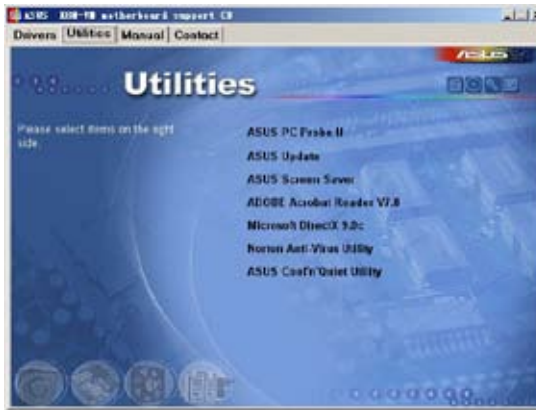 ASUS motherboard support CD
Drivers Utilities Manual Contact
ASUS
Utilities
Please select items on the right
side.
ASUS PC Probe II
ASUS Update
ASUS Screen Saver
ADOBE Acrobat Reader V7.0
Microsoft DirectX 9.0c
Norton Anti-Virus Utility
ASUS Cool'n'Quiet Utility